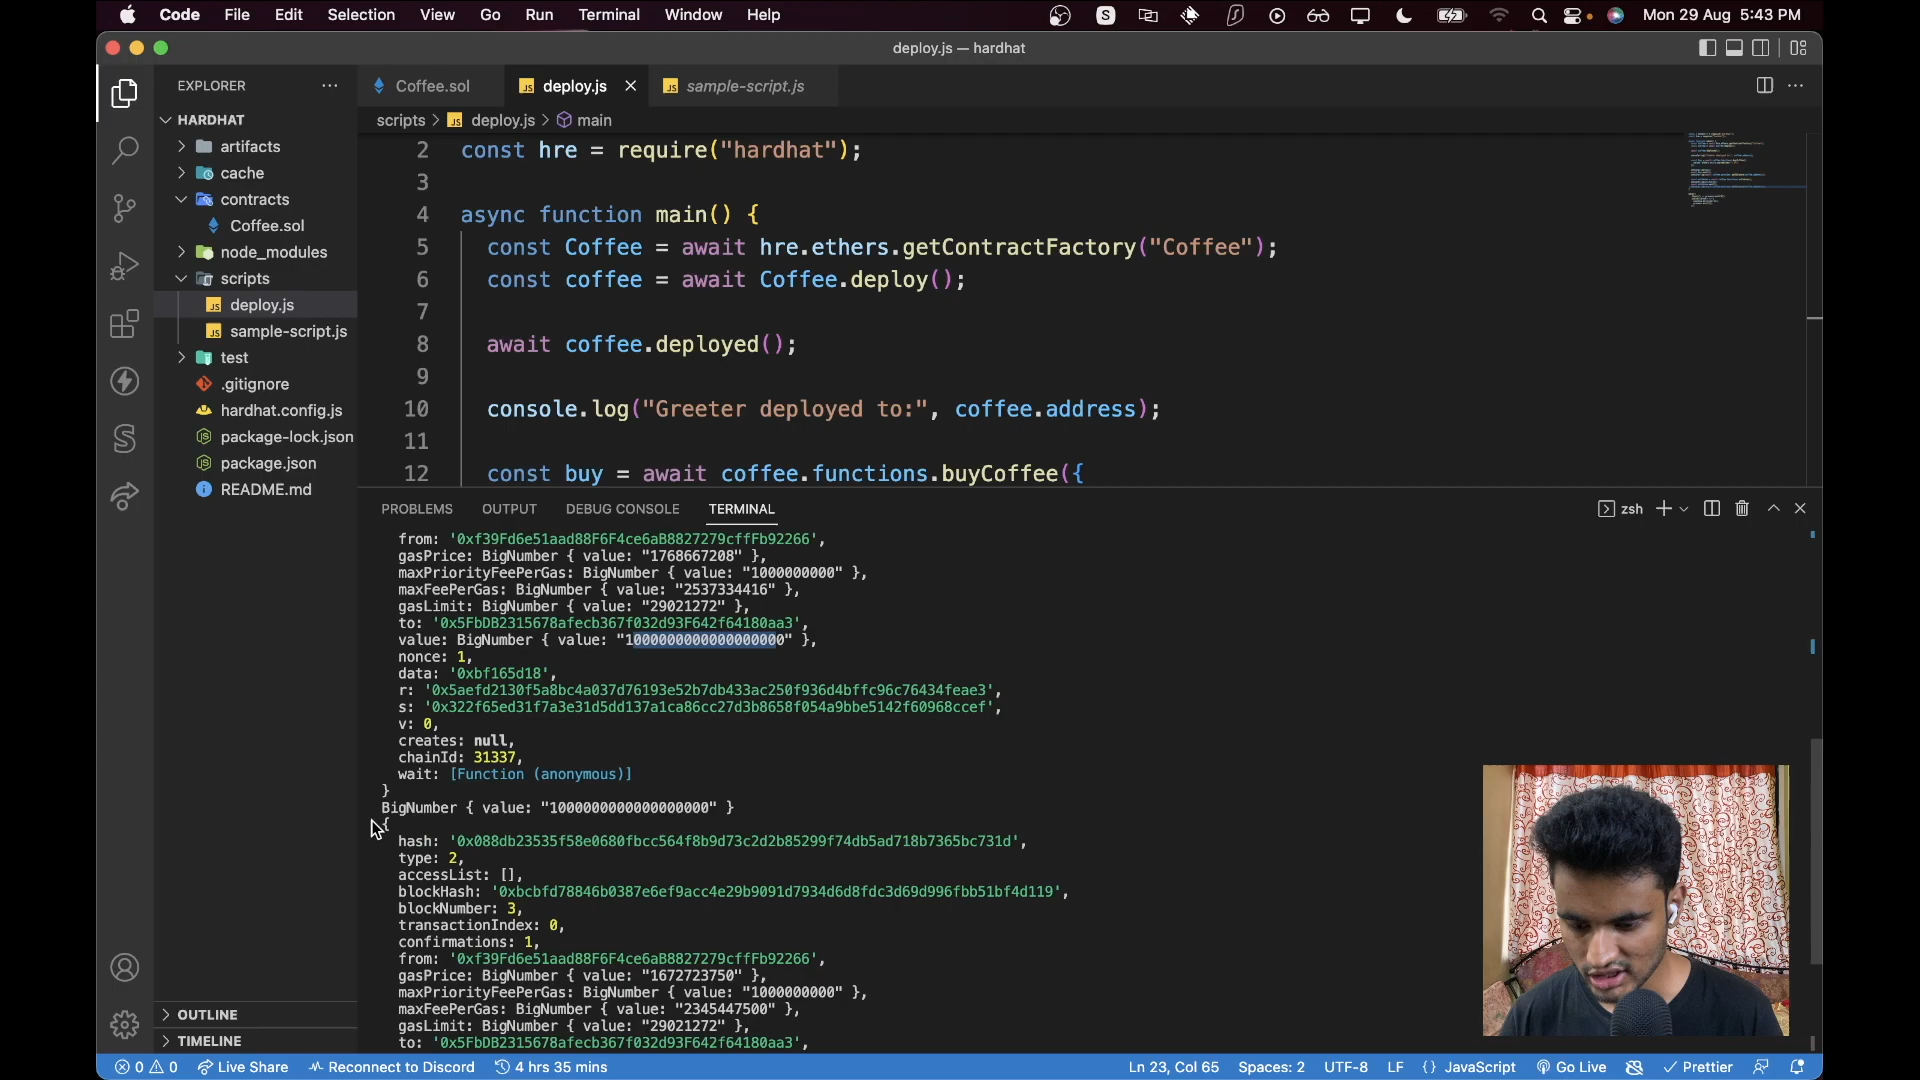 Code File Edit Selection View Go Run Terminal Window Help Mon 29 Aug 5:43 PM
deploy.js — hardhat
EXPLORER
Coffee.sol deploy.js sample-script.js
scripts > deploy.js > main
HARDHAT
artifacts
cache
contracts
Coffee.sol
node_modules
scripts
deploy.js
sample-script.js
test
.gitignore
hardhat.config.js
package-lock.json
package.json
README.md
OUTLINE
TIMELINE
2 const hre = require("hardhat");
3
4 async function main() {
5 const Coffee = await hre.ethers.getContractFactory("Coffee");
6 const coffee = await Coffee.deploy();
7
8 await coffee.deployed();
9
10 console.log("Greeter deployed to:", coffee.address);
11
12 const buy = await coffee.functions.buyCoffee({
PROBLEMS OUTPUT DEBUG CONSOLE TERMINAL zsh
from: '0xf39Fd6e51aad88F6F4ce6aB8827279cffFb92266',
gasPrice: BigNumber { value: "1768667208" },
maxPriorityFeePerGas: BigNumber { value: "1000000000" },
maxFeePerGas: BigNumber { value: "2537334416" },
gasLimit: BigNumber { value: "29021272" },
to: '0x5FbDB2315678afecb367f032d93F642f64180aa3',
value: BigNumber { value: "1000000000000000000" },
nonce: 1,
data: '0xbf165d18',
r: '0x5aefd2130f5a8bc4a037d76193e52b7db433ac250f936d4bffc96c76434feae3',
s: '0x322f65ed31f7a3e31d5dd137a1ca86cc27d3b8658f054a9bbe5142f60968ccef',
v: 0,
creates: null,
chainId: 31337,
wait: [Function (anonymous)]
}
BigNumber { value: "1000000000000000000" }
{
hash: '0x088db23535f58e0680fbcc564f8b9d73c2d2b85299f74db5ad718b7365bc731d',
type: 2,
accessList: [],
blockHash: '0xbcbfd78846b0387e6ef9acc4e29b9091d7934d6d8fdc3d69d996fbb51bf4d119',
blockNumber: 3,
transactionIndex: 0,
confirmations: 1,
from: '0xf39Fd6e51aad88F6F4ce6aB8827279cffFb92266',
gasPrice: BigNumber { value: "1672723750" },
maxPriorityFeePerGas: BigNumber { value: "1000000000" },
maxFeePerGas: BigNumber { value: "2345447500" },
gasLimit: BigNumber { value: "29021272" },
to: '0x5FbDB2315678afecb367f032d93F642f64180aa3',
0 0 Live Share Reconnect to Discord 4 hrs 35 mins Ln 23, Col 65 Spaces: 2 UTF-8 LF {} JavaScript Go Live Prettier